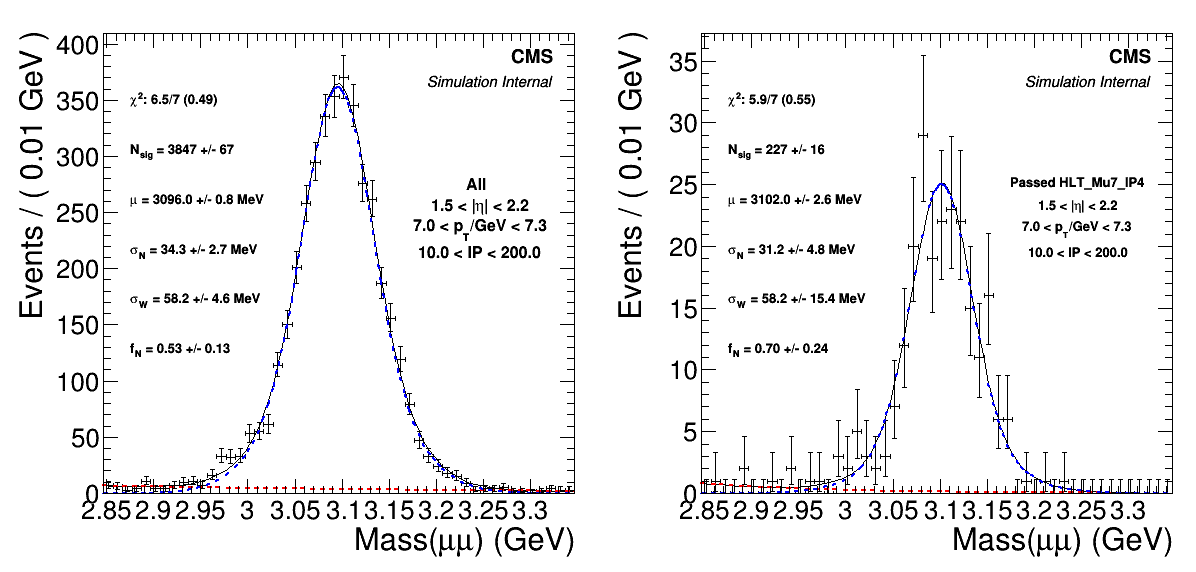 Events / ( 0.01 GeV )
400
350
300
250
200
150
100
50
0
CMS
Simulation Internal
χ²: 6.5/7 (0.49)
N_sig = 3847 +/- 67
μ = 3096.0 +/- 0.8 MeV
σ_N = 34.3 +/- 2.7 MeV
σ_W = 58.2 +/- 4.6 MeV
f_N = 0.53 +/- 0.13
All
1.5 < |η| < 2.2
7.0 < p_T/GeV < 7.3
10.0 < IP < 200.0
2.85 2.9 2.95 3 3.05 3.1 3.15 3.2 3.25 3.3
Mass(μμ) (GeV)
Events / ( 0.01 GeV )
35
30
25
20
15
10
5
0
CMS
Simulation Internal
χ²: 5.9/7 (0.55)
N_sig = 227 +/- 16
μ = 3102.0 +/- 2.6 MeV
σ_N = 31.2 +/- 4.8 MeV
σ_W = 58.2 +/- 15.4 MeV
f_N = 0.70 +/- 0.24
Passed HLT_Mu7_IP4
1.5 < |η| < 2.2
7.0 < p_T/GeV < 7.3
10.0 < IP < 200.0
2.85 2.9 2.95 3 3.05 3.1 3.15 3.2 3.25 3.3
Mass(μμ) (GeV)